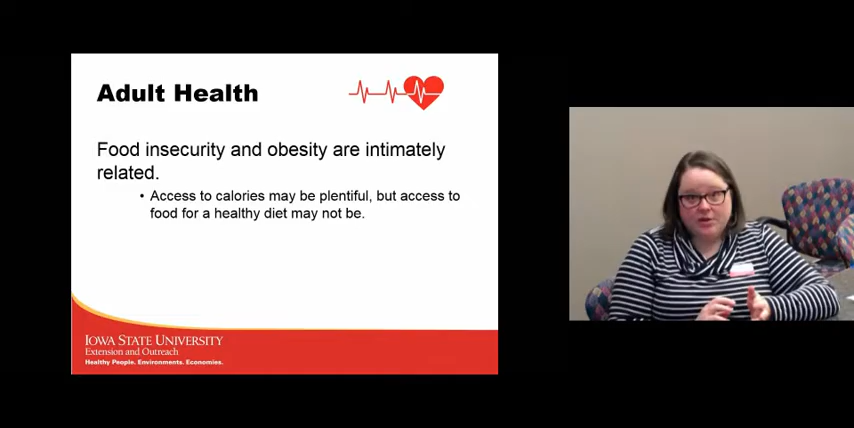 Adult Health
Food insecurity and obesity are intimately
related.
• Access to calories may be plentiful, but access to
food for a healthy diet may not be.
IOWA STATE UNIVERSITY
Extension and Outreach
Healthy People. Environments. Economies.